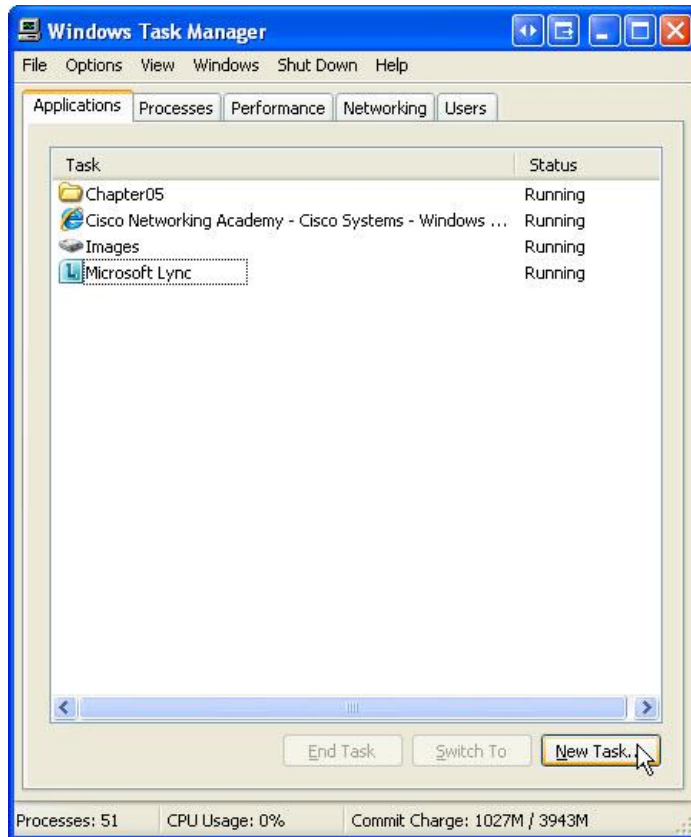 Windows Task Manager
File Options View Windows Shut Down Help
Applications Processes Performance Networking Users
Task Status
Chapter05 Running
Cisco Networking Academy - Cisco Systems - Windows ... Running
Images Running
Microsoft Lync Running
End Task Switch To New Task...
Processes: 51 CPU Usage: 0% Commit Charge: 1027M / 3943M